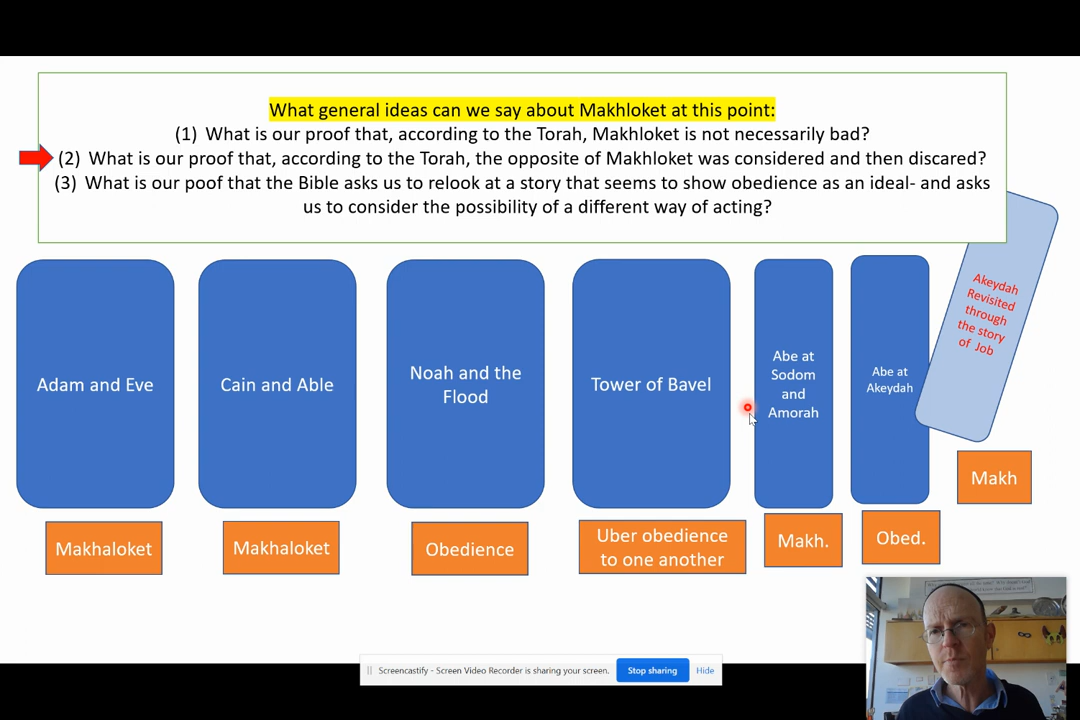 What general ideas can we say about Makhloket at this point:
(1) What is our proof that, according to the Torah, Makhloket is not necessarily bad?
(2) What is our proof that, according to the Torah, the opposite of Makhloket was considered and then discared?
(3) What is our poof that the Bible asks us to relook at a story that seems to show obedience as an ideal- and asks
us to consider the possibility of a different way of acting?
Adam and Eve
Cain and Able
Noah and the
Flood
Tower of Bavel
Abe at
Sodom
and
Amorah
Abe at
Akeydah
Akeydah
Revisited
through
the story
of Job
Makhaloket
Makhaloket
Obedience
Uber obedience
to one another
Makh.
Obed.
Makh
Screencastify - Screen Video Recorder is sharing your screen.
Stop sharing
Hide